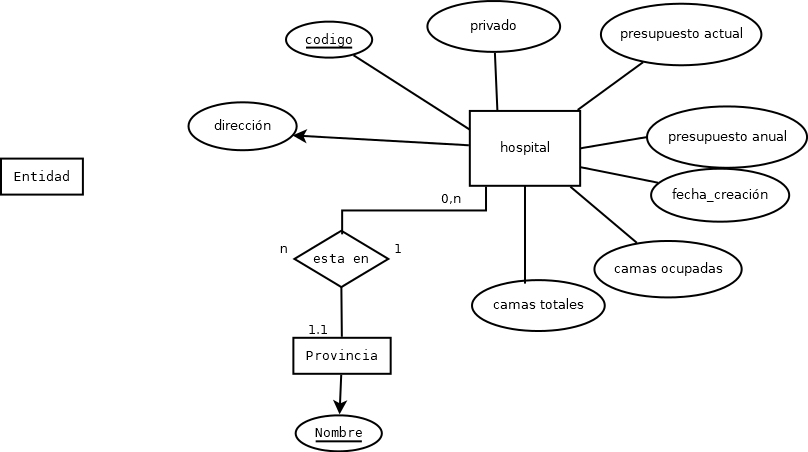 privado
presupuesto actual
codigo
dirección
presupuesto anual
hospital
Entidad
fecha_creación
0,n
n
1
esta en
camas ocupadas
camas totales
1.1
Provincia
Nombre